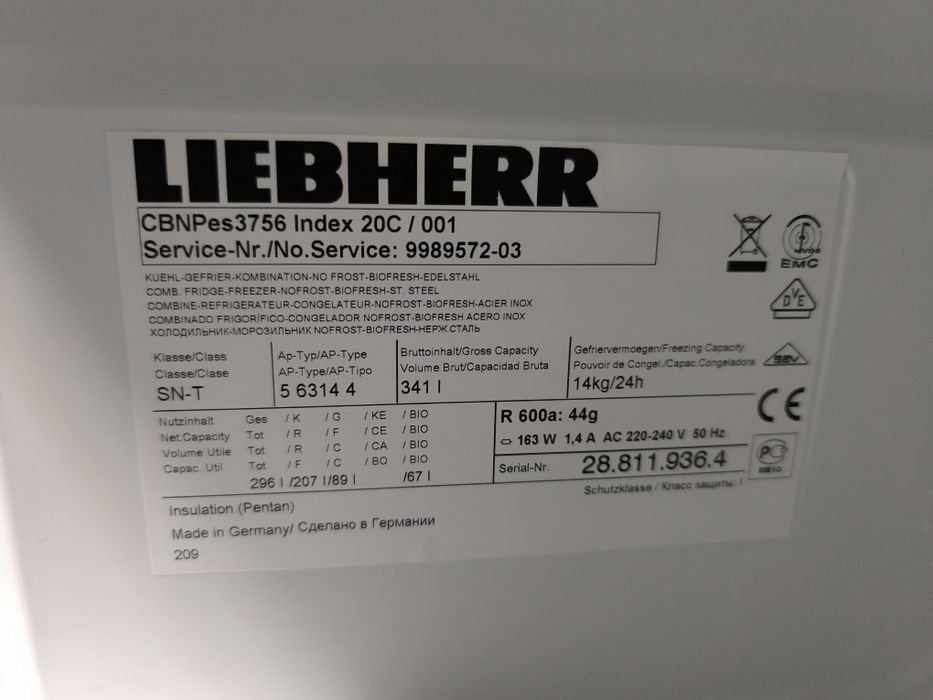 LIEBHERR
CBNPes3756 Index 20C / 001
Service-Nr./No.Service: 9989572-03
KUEHL-GEFRIER-KOMBINATION-NO FROST-BIOFRESH-EDELSTAHL
COMB. FRIDGE-FREEZER-NOFROST-BIOFRESH-ST. STEEL
COMBINE-REFRIGERATEUR-CONGELATEUR-NOFROST-BIOFRESH-ACIER INOX
COMBINADO FRIGORÍFICO-CONGELADOR NOFROST-BIOFRESH ACERO INOX
ХОЛОДИЛЬНИК-МОРОЗИЛЬНИК NOFROST-BIOFRESH-НЕРЖ.СТАЛЬ
VDE
EMC
DVE
SEV
Klasse/Class
Classe/Clase
SN-T
Ap-Typ/AP-Type
AP-Type/AP-Tipo
5 6314 4
Bruttoinhalt/Gross Capacity
Volume Brut/Capacidad Bruta
341 l
Gefriervermoegen/Freezing Capacity
Pouvoir de Congel./Capac.Congeladora
14kg/24h
Nutzinhalt Ges / K / G / KE / BIO
Net.Capacity Tot / R / F / CE / BIO
Volume Utile Tot / R / C / CA / BIO
Capac. Util Tot / F / C / BO / BIO
296 l /207 l/89 l /67 l
R 600a: 44g
163 W 1,4 A AC 220-240 V 50 Hz
Serial-Nr. 28.811.936.4
Schutzklasse / Класс защиты: I
Insulation (Pentan)
Made in Germany/ Сделано в Германии
209